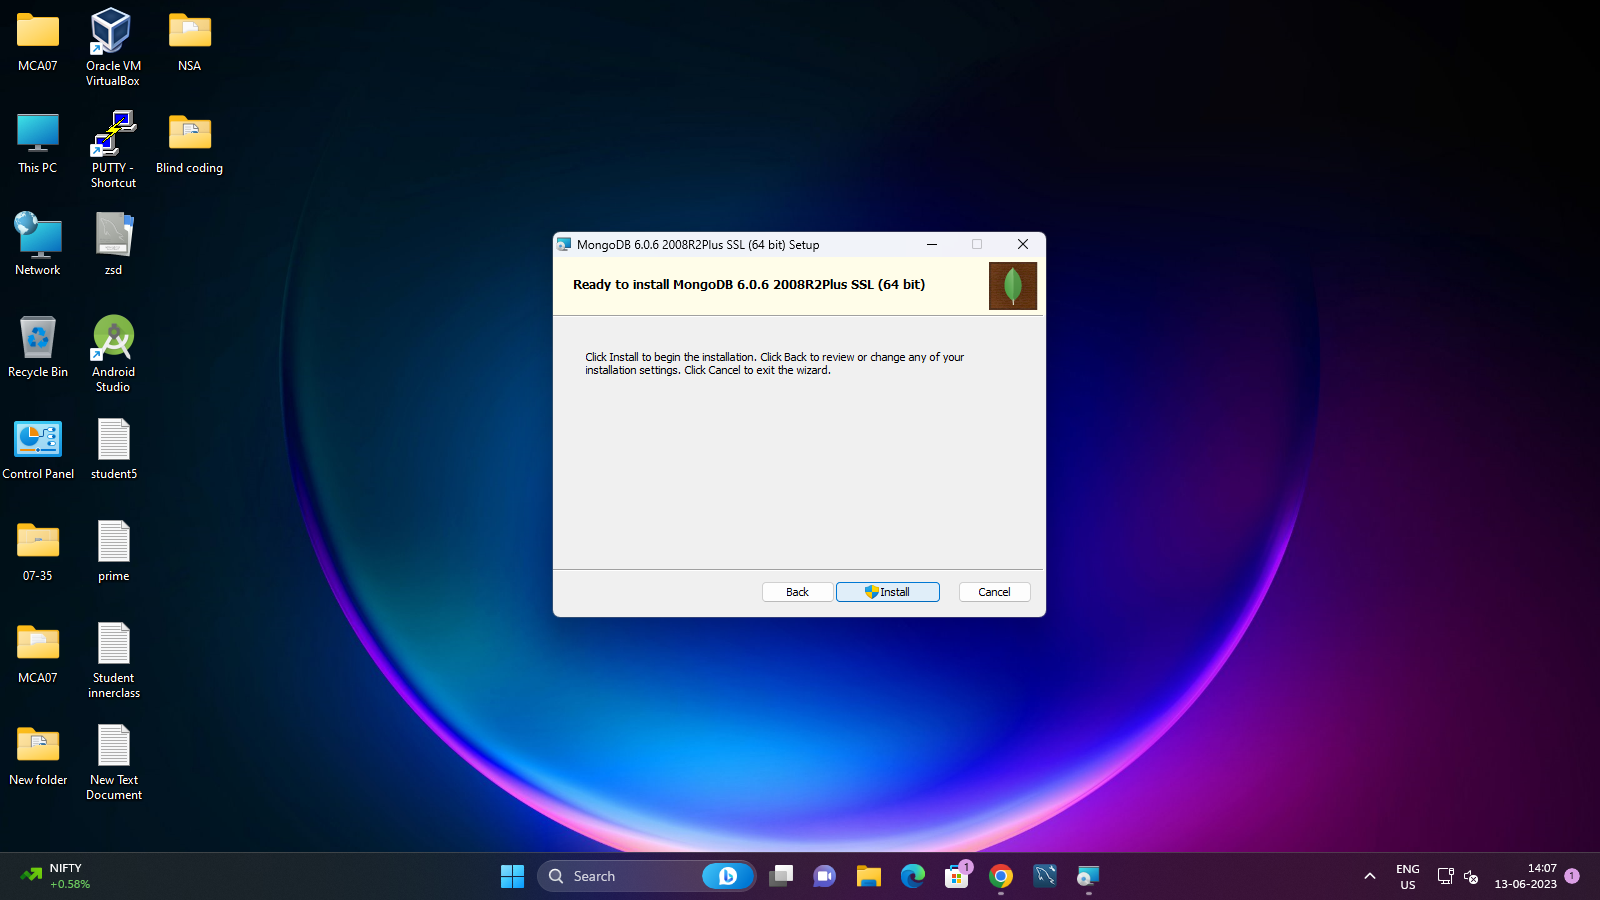 MCA07
Oracle VM
VirtualBox
NSA
This PC
PUTTY -
Shortcut
Blind coding
Network
zsd
Recycle Bin
Android
Studio
Control Panel
student5
07-35
prime
MCA07
Student
innerclass
New folder
New Text
Document
MongoDB 6.0.6 2008R2Plus SSL (64 bit) Setup
Ready to install MongoDB 6.0.6 2008R2Plus SSL (64 bit)
Click Install to begin the installation. Click Back to review or change any of your
installation settings. Click Cancel to exit the wizard.
Back
Install
Cancel
NIFTY
+0.58%
Search
1
ENG
US
14:07
13-06-2023
1